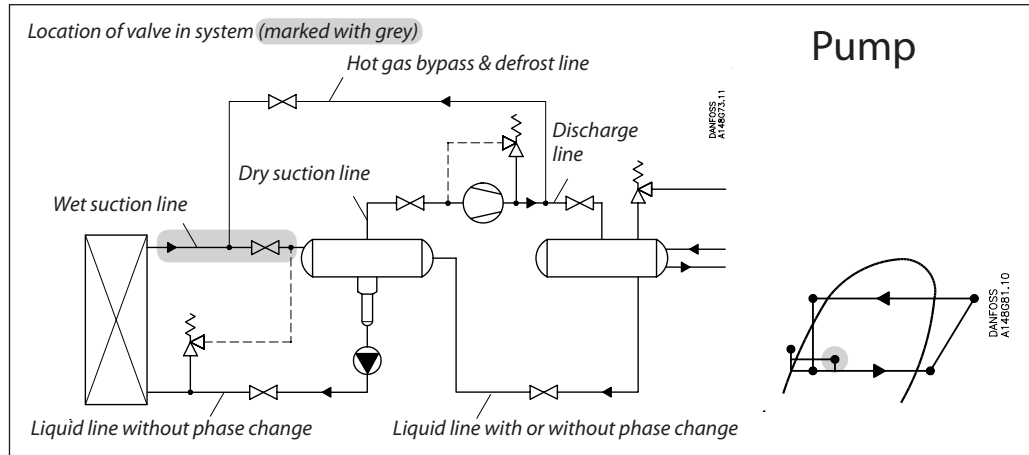 Location of valve in system (marked with grey)
Pump
Hot gas bypass & defrost line
DANFOSS
A148G73.11
Discharge
line
Dry suction line
Wet suction line
DANFOSS
A148G81.10
Liquid line without phase change
Liquid line with or without phase change